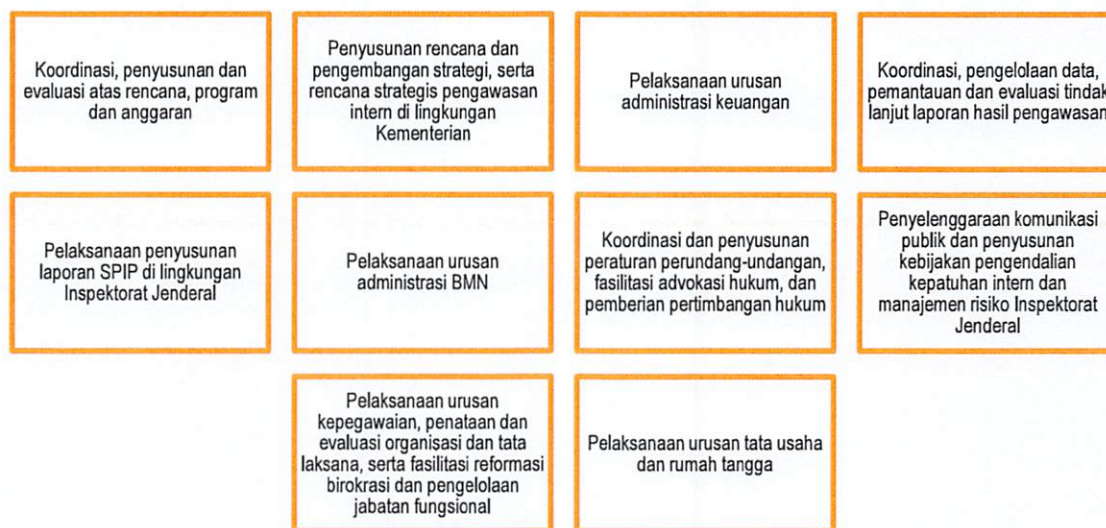 Koordinasi, penyusunan dan
evaluasi atas rencana, program
dan anggaran
Penyusunan rencana dan
pengembangan strategi, serta
rencana strategis pengawasan
intern di lingkungan
Kementerian
Pelaksanaan urusan
administrasi keuangan
Koordinasi, pengelolaan data,
pemantauan dan evaluasi tindak
lanjut laporan hasil pengawasan
Pelaksanaan penyusunan
laporan SPIP di lingkungan
Inspektorat Jenderal
Pelaksanaan urusan
administrasi BMN
Koordinasi dan penyusunan
peraturan perundang-undangan,
fasilitasi advokasi hukum, dan
pemberian pertimbangan hukum
Penyelenggaraan komunikasi
publik dan penyusunan
kebijakan pengendalian
kepatuhan intern dan
manajemen risiko Inspektorat
Jenderal
Pelaksanaan urusan
kepegawaian, penataan dan
evaluasi organisasi dan tata
laksana, serta fasilitasi reformasi
birokrasi dan pengelolaan
jabatan fungsional
Pelaksanaan urusan tata usaha
dan rumah tangga